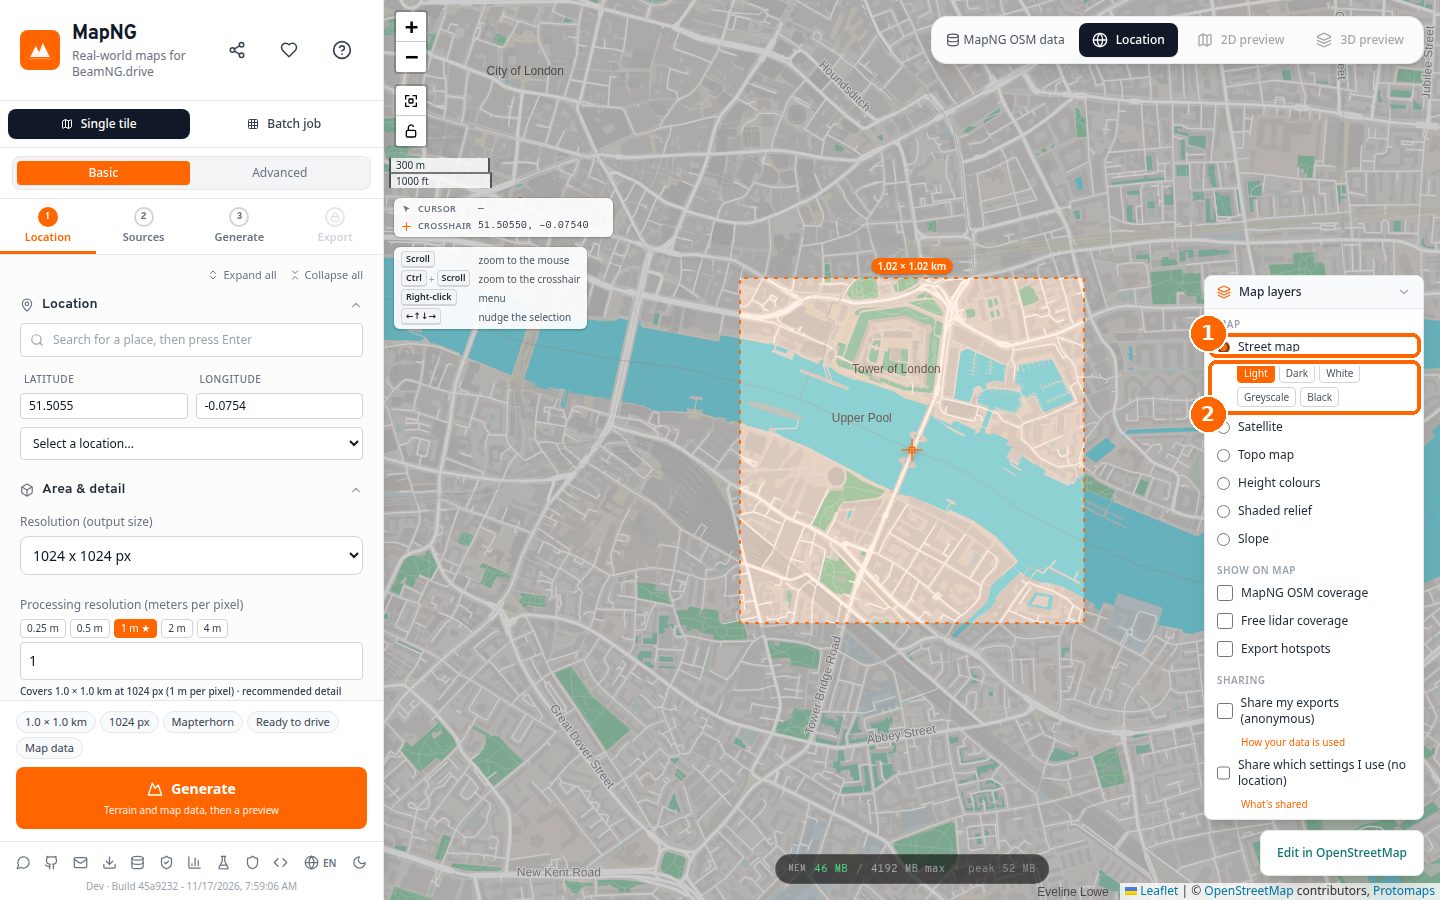 MapNG
Real-world maps for
BeamNG.drive
Single tile
Batch job
Basic
Advanced
1
2
3
Location
Sources
Generate
Export
Expand all
Collapse all
Location
Search for a place, then press Enter
LATITUDE
LONGITUDE
51.5055
-0.0754
Select a location...
Area & detail
Resolution (output size)
1024 x 1024 px
Processing resolution (meters per pixel)
0.25 m
0.5 m
1 m ★
2 m
4 m
1
Covers 1.0 × 1.0 km at 1024 px (1 m per pixel) · recommended detail
1.0 × 1.0 km
1024 px
Mapterhorn
Ready to drive
Map data
Generate
Terrain and map data, then a preview
EN
Dev · Build 45a9232 - 11/17/2026, 7:59:06 AM
+
−
300 m
1000 ft
CURSOR —
CROSSHAIR 51.50550, −0.07540
Scroll zoom to the mouse
Ctrl + Scroll zoom to the crosshair
Right-click menu
←↑↓→ nudge the selection
City of London
Houndsditch
Jubilee Street
1.02 × 1.02 km
Tower of London
Upper Pool
Tower Bridge Road
Abbey Street
Great Dover Street
New Kent Road
Eveline Lowe
MapNG OSM data
Location
2D preview
3D preview
Map layers
MAP
1
Street map
Light
Dark
White
Greyscale
Black
2
Satellite
Topo map
Height colours
Shaded relief
Slope
SHOW ON MAP
MapNG OSM coverage
Free lidar coverage
Export hotspots
SHARING
Share my exports
(anonymous)
How your data is used
Share which settings I use (no
location)
What's shared
Edit in OpenStreetMap
MEM 46 MB / 4192 MB max · peak 52 MB
Leaflet | © OpenStreetMap contributors, Protomaps